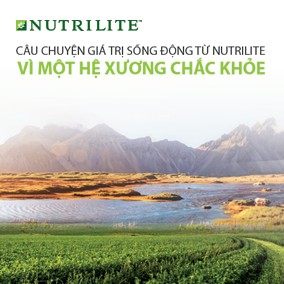 NUTRILITE™
CÂU CHUYỆN GIÁ TRỊ SỐNG ĐỘNG TỪ NUTRILITE
VÌ MỘT HỆ XƯƠNG CHẮC KHỎE